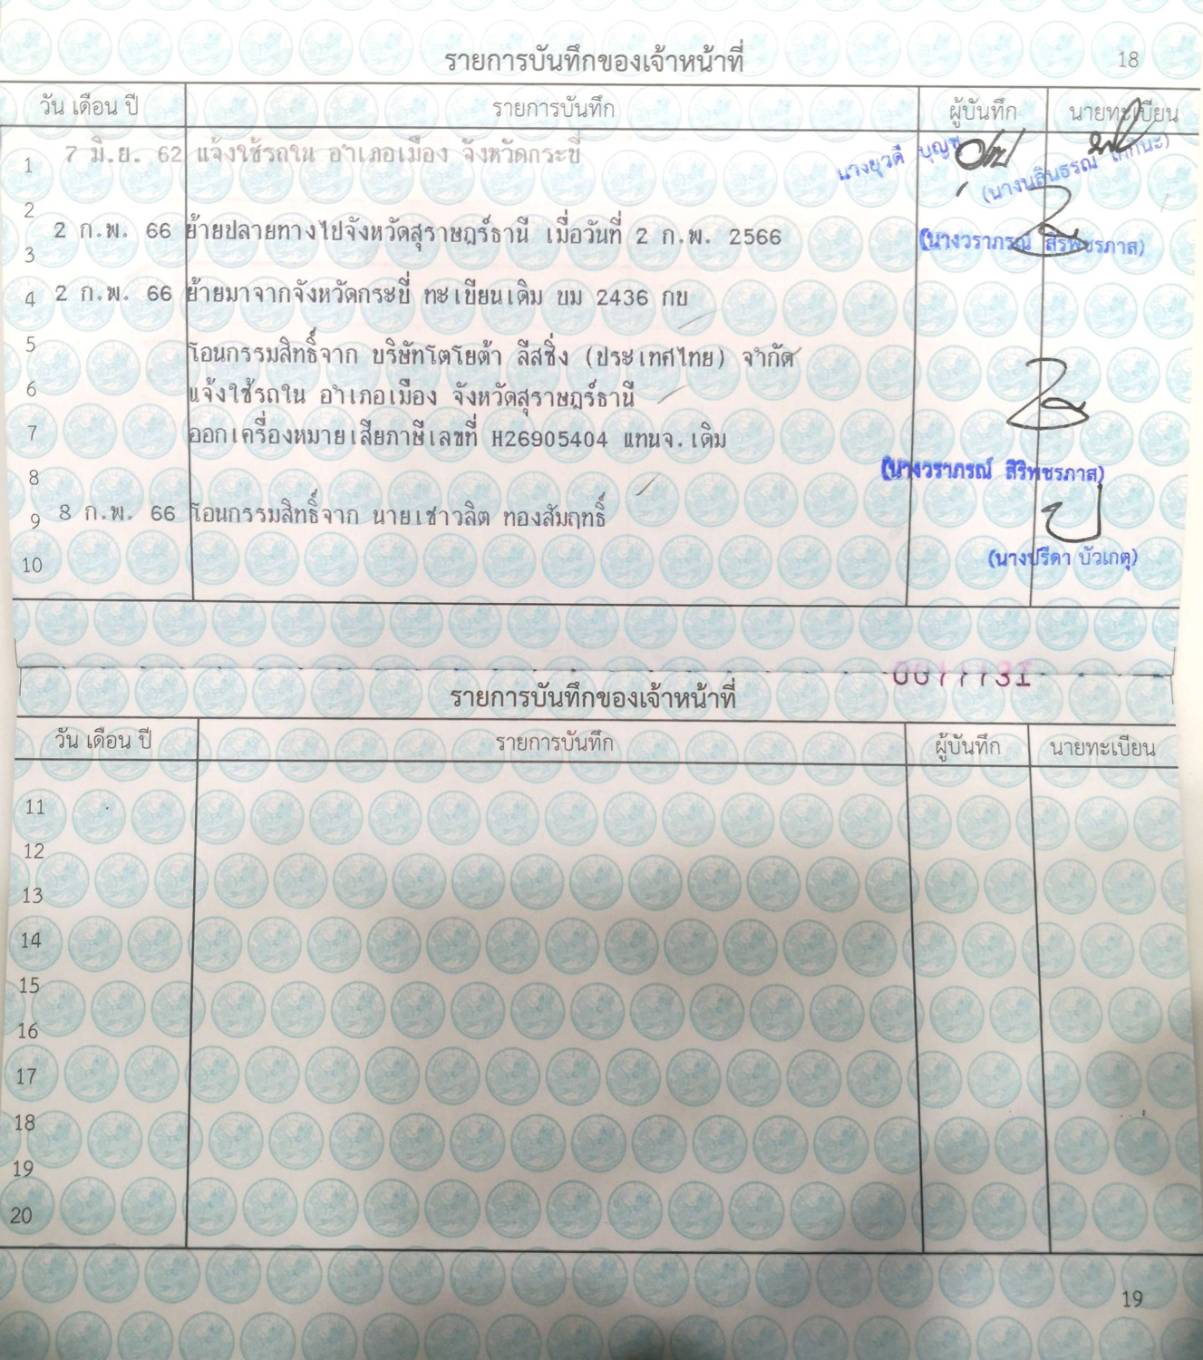 รายการบันทึกของเจ้าหน้าที่ 18
วัน เดือน ปี รายการบันทึก ผู้บันทึก นายทะเบียน
1 7 มิ.ย. 62 แจ้งใช้รถใน อำเภอเมือง จังหวัดกระบี่ นางยุวดี
2
3 2 ก.พ. 66 ย้ายปลายทางไปจังหวัดสุราษฎร์ธานี เมื่อวันที่ 2 ก.พ. 2566 (นางวราภรณ์ สิริพชรภาส)
4 2 ก.พ. 66 ย้ายมาจากจังหวัดกระบี่ ทะเบียนเดิม บม 2436 กบ
5 โอนกรรมสิทธิ์จาก บริษัทโตโยต้า ลีสซิ่ง (ประเทศไทย) จำกัด
6 แจ้งใช้รถใน อำเภอเมือง จังหวัดสุราษฎร์ธานี
7 ออกเครื่องหมายเสียภาษีเลขที่ H26905404 แทนจ.เดิม
8 (นางวราภรณ์ สิริพชรภาส)
9 8 ก.พ. 66 โอนกรรมสิทธิ์จาก นายเชาวลิต ทองสัมฤทธิ์
10 (นางปรีดา บัวเกตุ)
รายการบันทึกของเจ้าหน้าที่
วัน เดือน ปี รายการบันทึก ผู้บันทึก นายทะเบียน
11
12
13
14
15
16
17
18
19
20
19